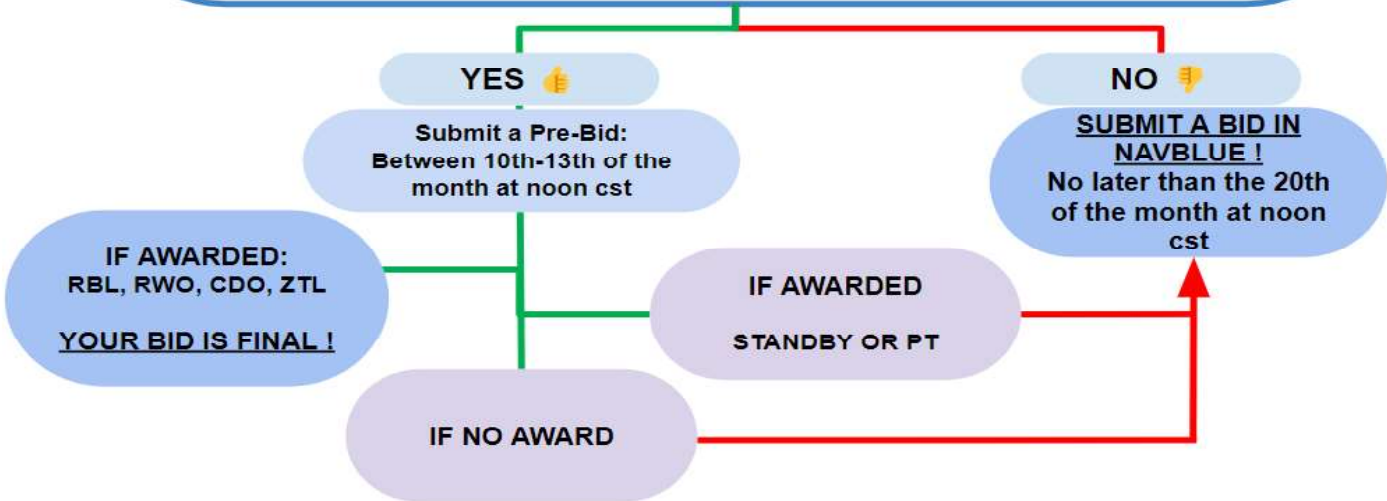 YES 👍
NO 👎
Submit a Pre-Bid:
Between 10th-13th of the
month at noon cst
SUBMIT A BID IN
NAVBLUE !
No later than the 20th
of the month at noon
cst
IF AWARDED:
RBL, RWO, CDO, ZTL
YOUR BID IS FINAL !
IF AWARDED
STANDBY OR PT
IF NO AWARD